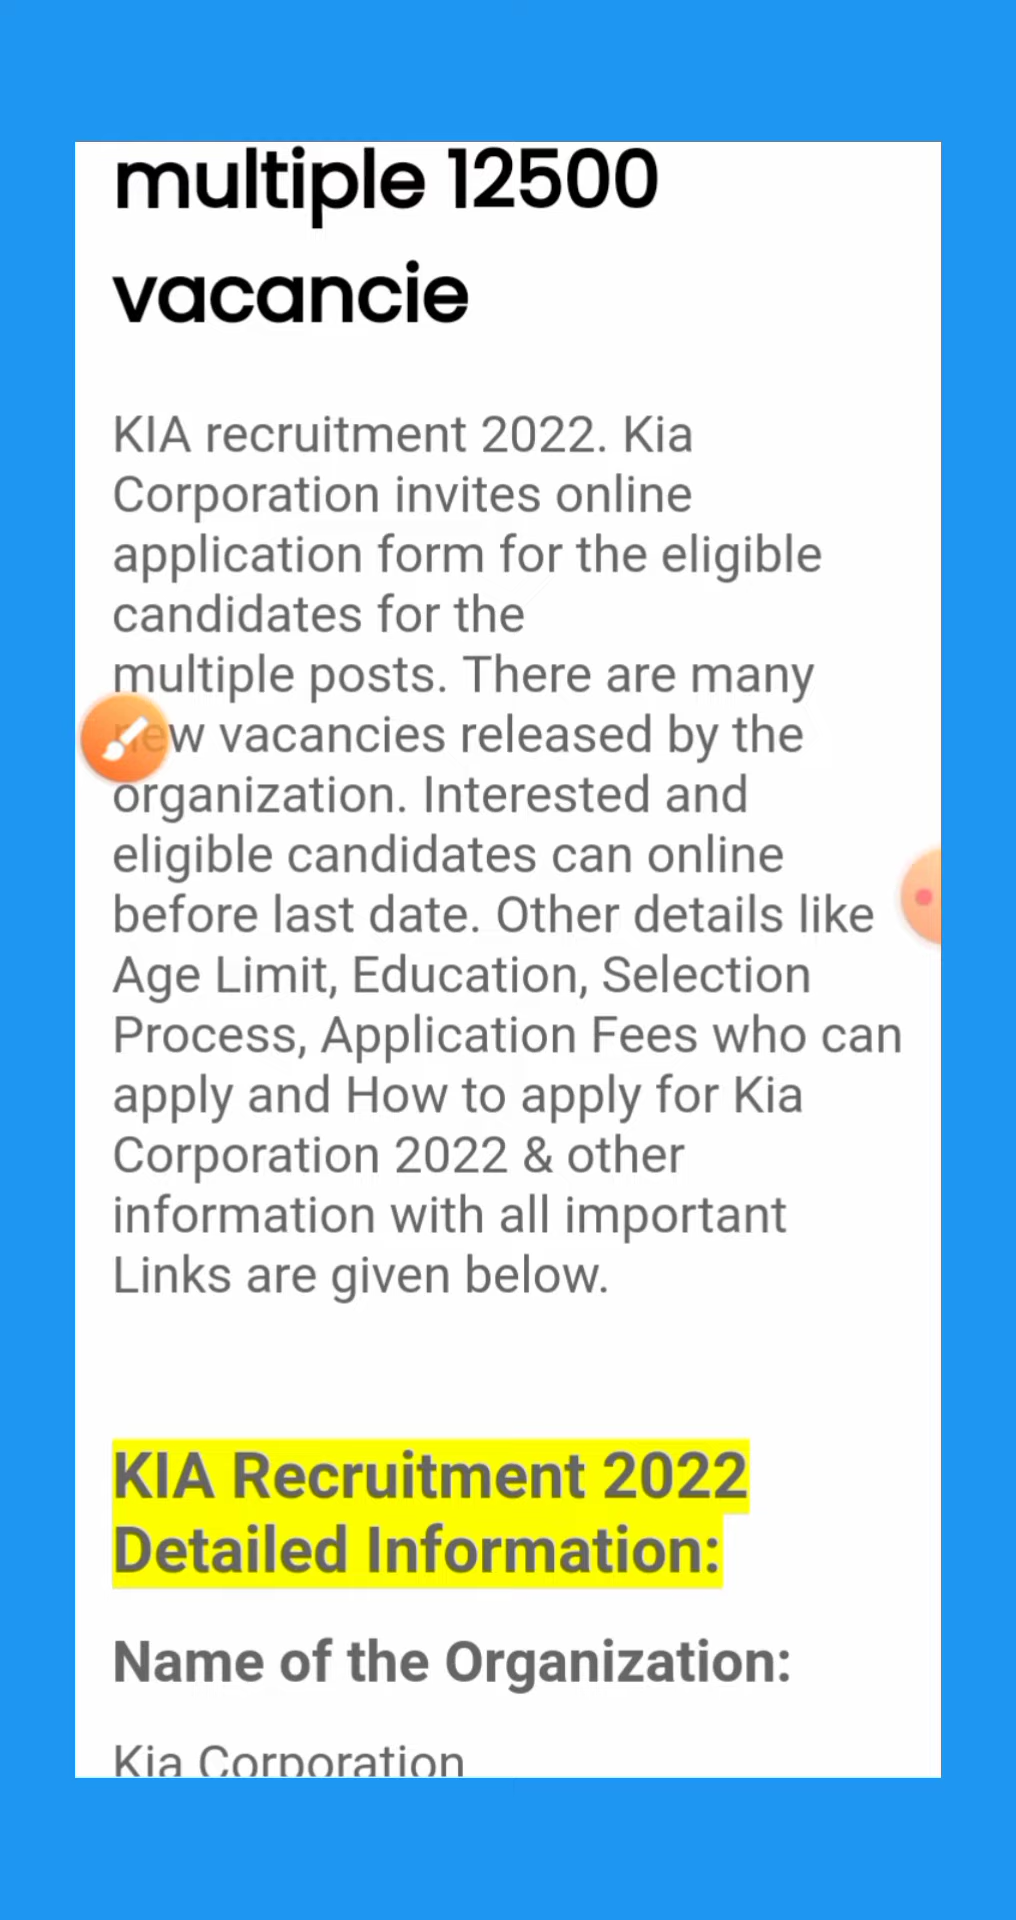 multiple 12500
vacancie
KIA recruitment 2022. Kia
Corporation invites online
application form for the eligible
candidates for the
multiple posts. There are many
new vacancies released by the
organization. Interested and
eligible candidates can online
before last date. Other details like
Age Limit, Education, Selection
Process, Application Fees who can
apply and How to apply for Kia
Corporation 2022 & other
information with all important
Links are given below.
KIA Recruitment 2022
Detailed Information:
Name of the Organization:
Kia Corporation